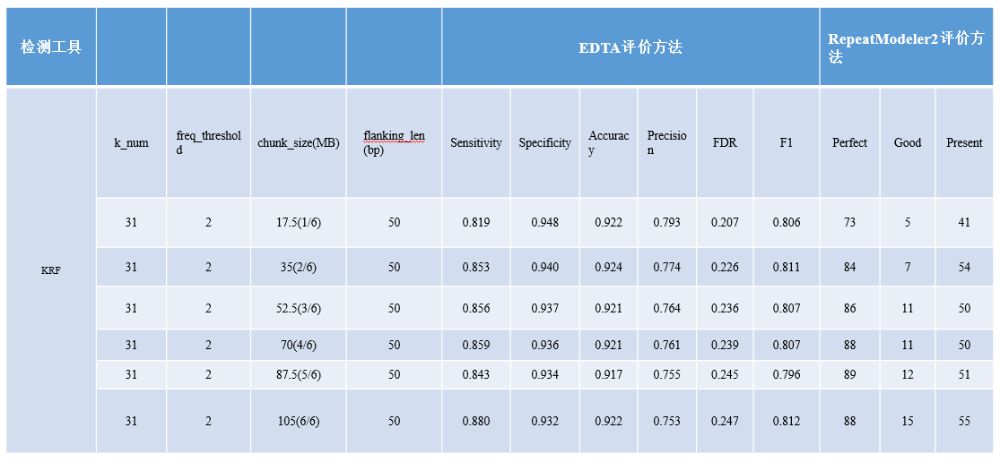 检测工具 EDTA评价方法 RepeatModeler2评价方
法
k_num freq_threshol
d chunk_size(MB) flanking_len
(bp) Sensitivity Specificity Accurac
y Precisio
n FDR F1 Perfect Good Present
31 2 17.5(1/6) 50 0.819 0.948 0.922 0.793 0.207 0.806 73 5 41
KRF
31 2 35(2/6) 50 0.853 0.940 0.924 0.774 0.226 0.811 84 7 54
31 2 52.5(3/6) 50 0.856 0.937 0.921 0.764 0.236 0.807 86 11 50
31 2 70(4/6) 50 0.859 0.936 0.921 0.761 0.239 0.807 88 11 50
31 2 87.5(5/6) 50 0.843 0.934 0.917 0.755 0.245 0.796 89 12 51
31 2 105(6/6) 50 0.880 0.932 0.922 0.753 0.247 0.812 88 15 55